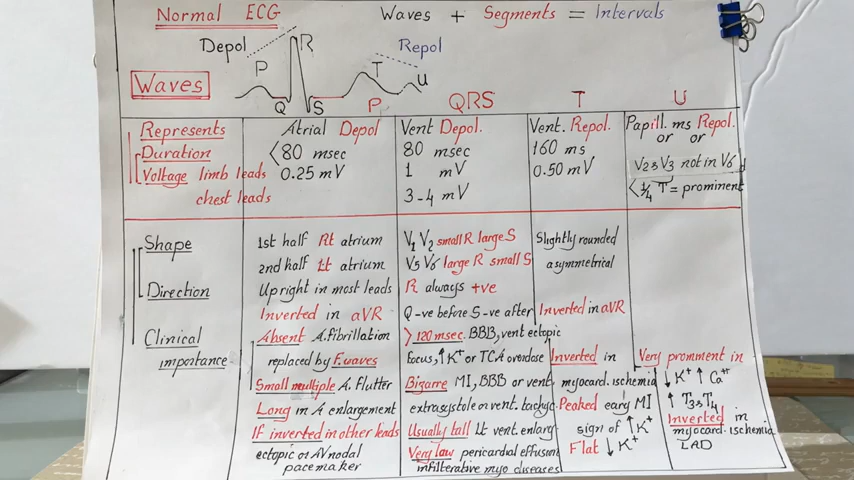 Normal ECG
Waves + Segments = Intervals
Depol
R
Repol
P
T
u
Q
S
Waves
P
QRS
T
U
Represents
Atrial Depol
Vent Depol.
Vent. Repol.
Papill. ms Repol.
Duration
<80 msec
80 msec
160 ms
or or
Voltage limb leads
0.25 mV
1 mV
0.50 mV
V2,3 V3 not in V6
chest leads
3-4 mV
<1/4 T = prominent
Shape
1st half Rt atrium
V1 V2 small R large S
Slightly rounded
2nd half Lt atrium
V5 V6 large R small S
asymmetrical
Direction
Upright in most leads
R always +ve
Inverted in aVR
Q -ve before S -ve after
Inverted in aVR
Clinical
importance
Absent A.fibrillation
>120 msec. BBB, vent ectopic
replaced by F.waves
focus, ↑K+ or TCA overdose
Inverted in
Very promment in
Small multiple A. Flutter
Bizarre MI, BBB or vent.
myocard. ischemia
↓K+ ↑Ca++
Long in A enlargement
extrasystole or vent. tachyc.
Peaked eary MI
↑T3,T4
If inverted in other leads
Usually tall Lt vent. enlarg.
sign of ↑K+
Inverted in
ectopic or AV nodal
Very law pericardial effusion
Flat ↓K+
myocard. ischemia
pacemaker
infilterative myo diseases
LAD